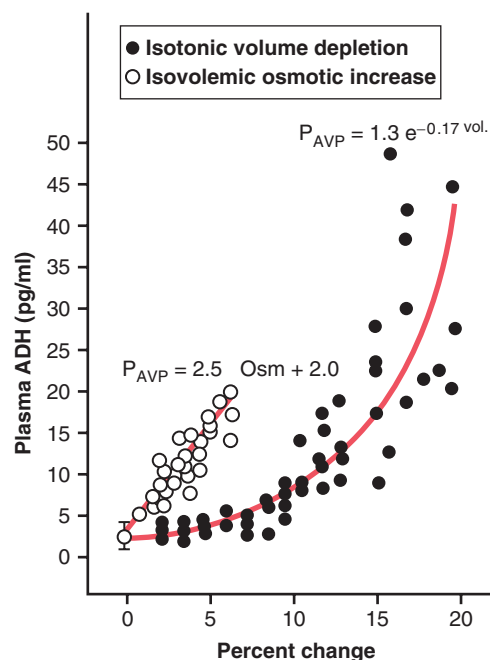 Isotonic volume depletion
Isovolemic osmotic increase
P_AVP = 1.3 e^–0.17 vol.
50
45
40
35
30
25
20
15
10
5
0
Plasma ADH (pg/ml)
P_AVP = 2.5 Osm + 2.0
0 5 10 15 20
Percent change